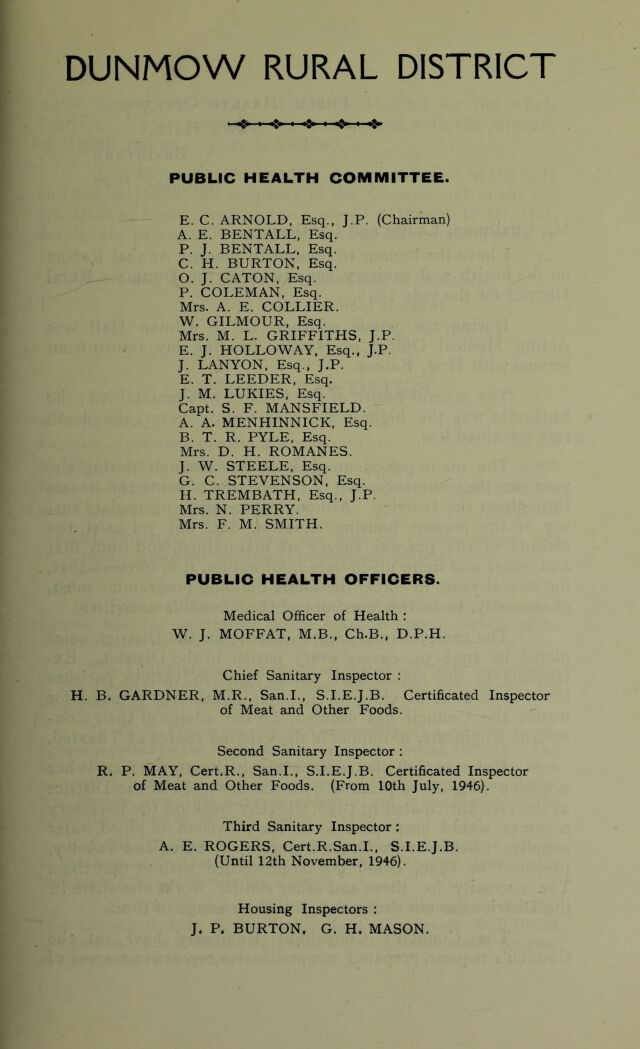 DUNMOW RURAL DISTRICT
PUBLIC HEALTH COMMITTEE.
E. C. ARNOLD, Esq., J.P. (Chairman)
A. E. BENTALL, Esq.
P. J. BENTALL, Esq.
C. H. BURTON, Esq.
O. J. CATON, Esq.
P. COLEMAN, Esq.
Mrs. A. E. COLLIER.
W. GILMOUR, Esq.
Mrs. M. L. GRIFFITHS, J.P.
E. J. HOLLOWAY, Esq., J.P.
J. LANYON, Esq., J.P.
E. T. LEEDER, Esq.
J. M. LUKIES, Esq.
Capt. S. F. MANSFIELD.
A. A. MENHINNICK, Esq.
B. T. R. PYLE, Esq.
Mrs. D. H. ROMANES.
J. W. STEELE, Esq.
G. C. STEVENSON, Esq.
H. TREMBATH, Esq., J.P.
Mrs. N. PERRY.
Mrs. F. M. SMITH.
PUBLIC HEALTH OFFICERS.
Medical Officer of Health :
W. J. MOFFAT, M.B., Ch.B., D.P.H.
Chief Sanitary Inspector :
H. B. GARDNER, M.R., San.I., S.I.E.J.B. Certificated Inspector
of Meat and Other Foods.
Second Sanitary Inspector :
R. P. MAY, Cert.R., San.I., S.I.E.J.B. Certificated Inspector
of Meat and Other Foods. (From 10th July, 1946).
Third Sanitary Inspector :
A. E. ROGERS, Cert.R.San.I., S.I.E.J.B.
(Until 12th November, 1946).
Housing Inspectors :
J. P. BURTON, G. H. MASON.